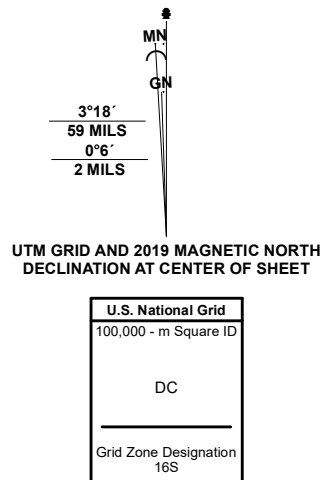 MN
GN
3°18´
59 MILS
0°6´
2 MILS
UTM GRID AND 2019 MAGNETIC NORTH
DECLINATION AT CENTER OF SHEET
U.S. National Grid
100,000 - m Square ID
DC
Grid Zone Designation
16S